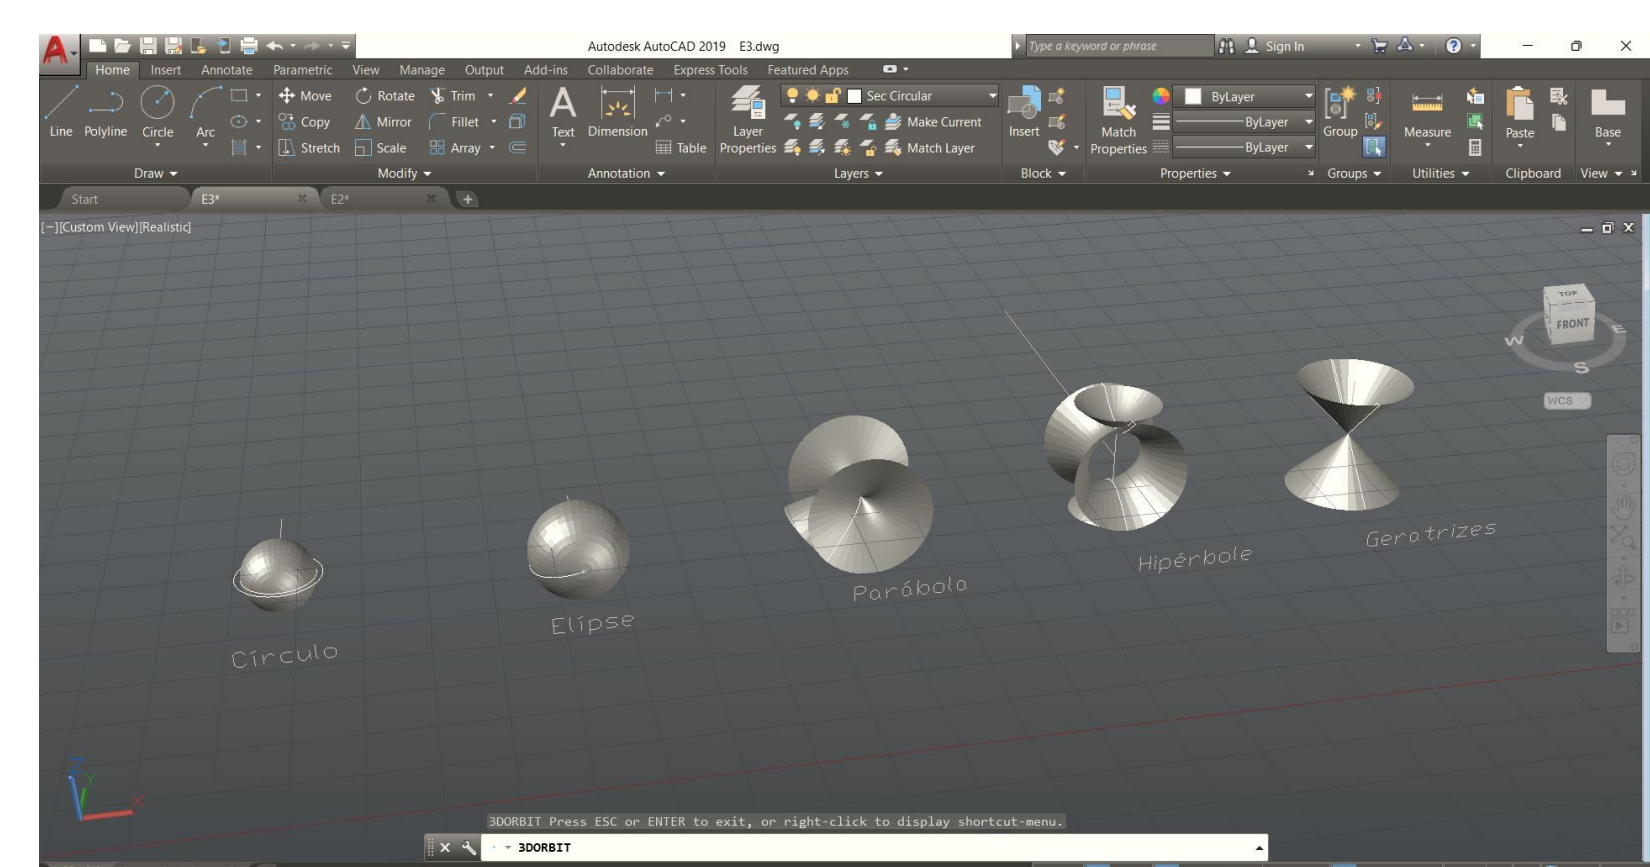 Autodesk AutoCAD 2019 E3.dwg
Type a keyword or phrase
Sign In
Home Insert Annotate Parametric View Manage Output Add-ins Collaborate Express Tools Featured Apps
Move Rotate Trim Sec Circular ByLayer
Copy Mirror Fillet Make Current ByLayer
Line Polyline Circle Arc Text Dimension Layer Insert Match Group Measure Paste Base
Stretch Scale Array Table Properties Match Layer Properties ByLayer
Draw Modify Annotation Layers Block Properties Groups Utilities Clipboard View
Start E3* E2*
[−][Custom View][Realistic]
TOP
FRONT
W E
S
WCS
Geratrizes
Hipérbole
Parábola
Elípse
Círculo
Z
Y
X
3DORBIT Press ESC or ENTER to exit, or right-click to display shortcut-menu.
3DORBIT